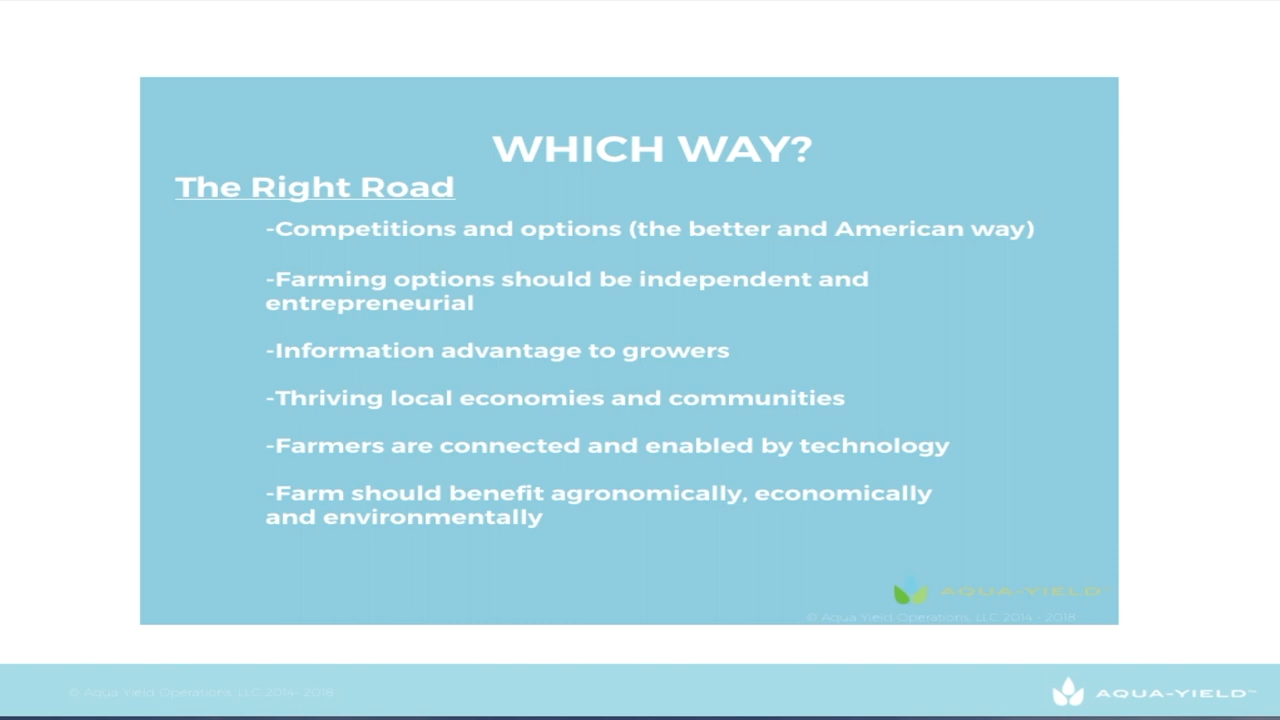 WHICH WAY?
The Right Road
-Competitions and options (the better and American way)
-Farming options should be independent and
entrepreneurial
-Information advantage to growers
-Thriving local economies and communities
-Farmers are connected and enabled by technology
-Farm should benefit agronomically, economically
and environmentally
AQUA-YIELD™
© Aqua Yield Operations, LLC 2014 - 2018
© Aqua Yield Operations, LLC 2014 - 2018
AQUA-YIELD™